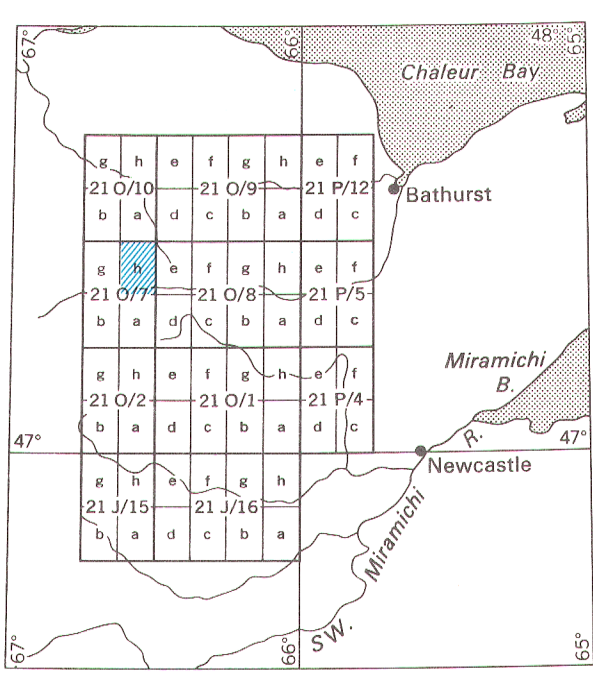 67° 66° 48° 65°
Chaleur Bay
g h e f g h e f
21 O/10 21 O/9 21 P/12
Bathurst
b a d c b a d c
g h e f g h e f
21 O/7 21 O/8 21 P/5
b a d c b a d c
Miramichi
B.
g h e f g h e f
21 O/2 21 O/1 21 P/4
b a d c b a d c
R.
47° 47°
Newcastle
g h e f g h
21 J/15 21 J/16
b a d c b a
Miramichi
SW.
67° 66° 65°